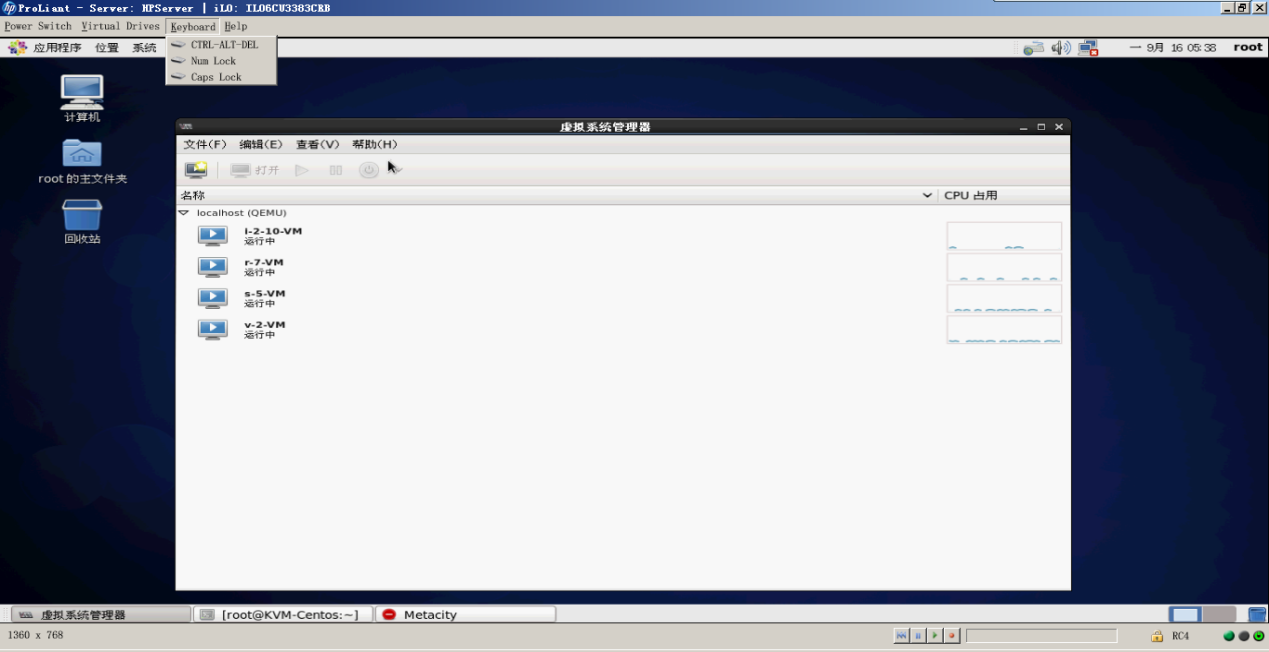 ProLiant - Server: HPServer | iLO: ILO6CU3383CRB
Power Switch Virtual Drives Keyboard Help
应用程序 位置 系统 一 9月 16 05:38 root
CTRL-ALT-DEL
Num Lock
Caps Lock
计算机
root 的主文件夹
回收站
虚拟系统管理器
文件(F) 编辑(E) 查看(V) 帮助(H)
打开
名称 CPU 占用
localhost (QEMU)
i-2-10-VM
运行中
r-7-VM
运行中
s-5-VM
运行中
v-2-VM
运行中
虚拟系统管理器 [root@KVM-Centos:~] Metacity
1360 x 768 RC4